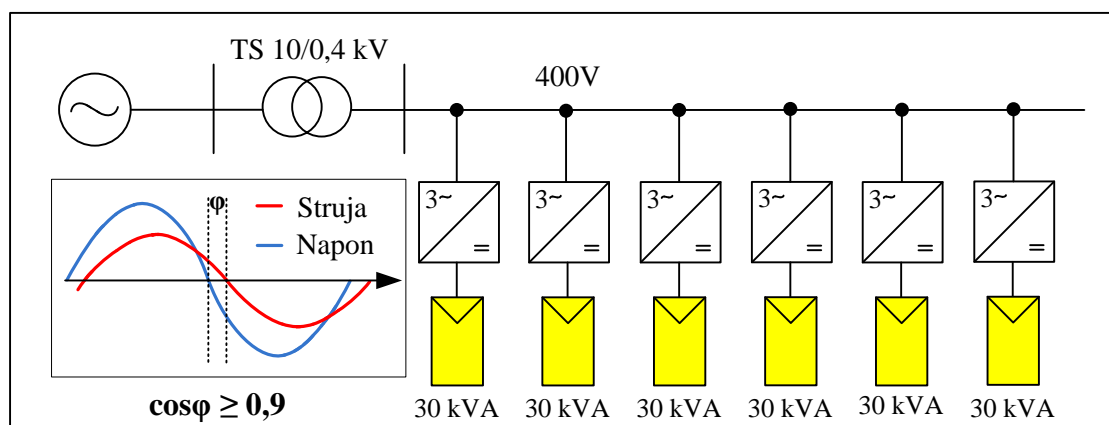 TS 10/0,4 kV
400V
φ
Struja
Napon
cosφ ≥ 0,9
3~
=
3~
=
3~
=
3~
=
3~
=
3~
=
30 kVA
30 kVA
30 kVA
30 kVA
30 kVA
30 kVA